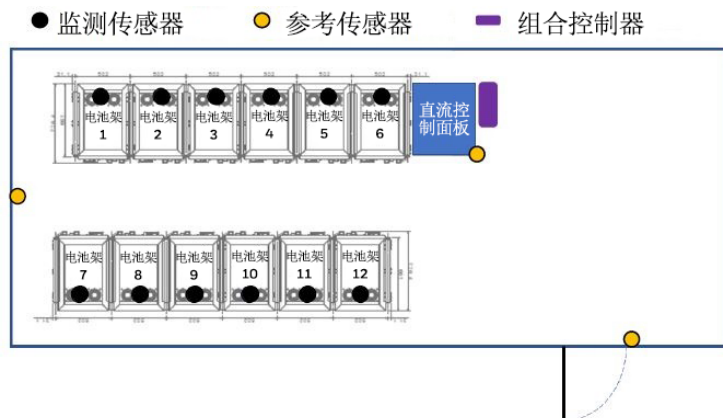 监测传感器 参考传感器 组合控制器
电池架 电池架 电池架 电池架 电池架 电池架
1 2 3 4 5 6
直流控
制面板
电池架 电池架 电池架 电池架 电池架 电池架
7 8 9 10 11 12